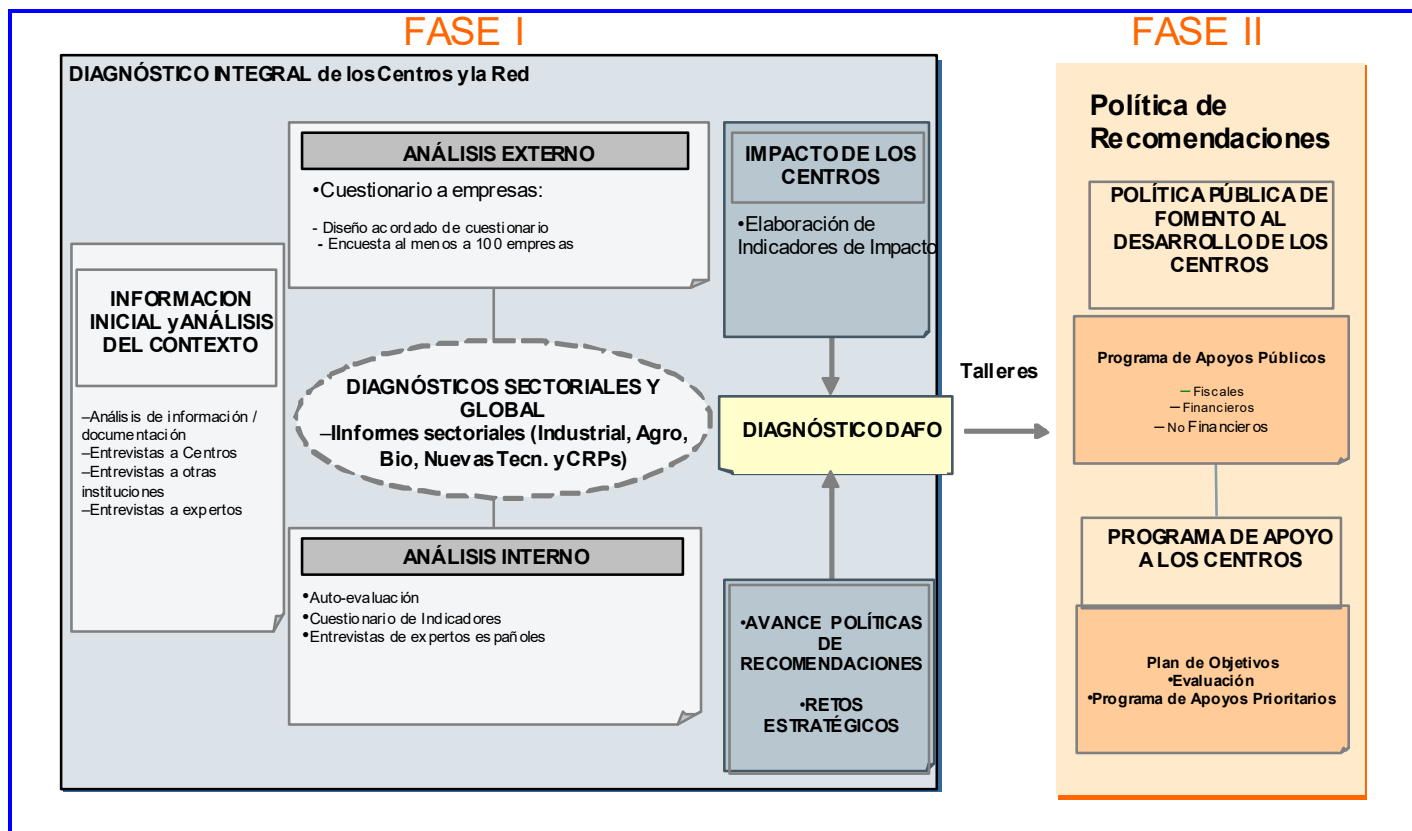 FASE I
DIAGNÓSTICO INTEGRAL de los Centros y la Red
INFORMACION
INICIAL y ANÁLISIS
DEL CONTEXTO
–Análisis de información /
documentación
–Entrevistas a Centros
–Entrevistas a otras
instituciones
–Entrevistas a expertos
ANÁLISIS EXTERNO
•Cuestionario a empresas:
- Diseño acordado de cuestionario
- Encuesta al menos a 100 empresas
DIAGNÓSTICOS SECTORIALES Y
GLOBAL
–IInformes sectoriales (Industrial, Agro,
Bio, Nuevas Tecn. y CRPs)
ANÁLISIS INTERNO
•Auto-evaluación
•Cuestionario de Indicadores
•Entrevistas de expertos españoles
IMPACTO DE LOS
CENTROS
•Elaboración de
Indicadores de Impacto
DIAGNÓSTICO DAFO
•AVANCE POLÍTICAS
DE
RECOMENDACIONES
•RETOS
ESTRATÉGICOS
Talleres
FASE II
Política de
Recomendaciones
POLÍTICA PÚBLICA DE
FOMENTO AL
DESARROLLO DE LOS
CENTROS
Programa de Apoyos Públicos
– Fiscales
– Financieros
– No Financieros
PROGRAMA DE APOYO
A LOS CENTROS
Plan de Objetivos
•Evaluación
•Programa de Apoyos Prioritarios